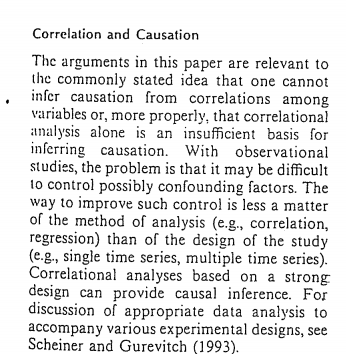 Correlation and Causation
The arguments in this paper are relevant to
the commonly stated idea that one cannot
infer causation from correlations among
variables or, more properly, that correlational
analysis alone is an insufficient basis for
inferring causation. With observational
studies, the problem is that it may be difficult
to control possibly confounding factors. The
way to improve such control is less a matter
of the method of analysis (e.g., correlation,
regression) than of the design of the study
(e.g., single time series, multiple time series).
Correlational analyses based on a strong
design can provide causal inference. For
discussion of appropriate data analysis to
accompany various experimental designs, see
Scheiner and Gurevitch (1993).